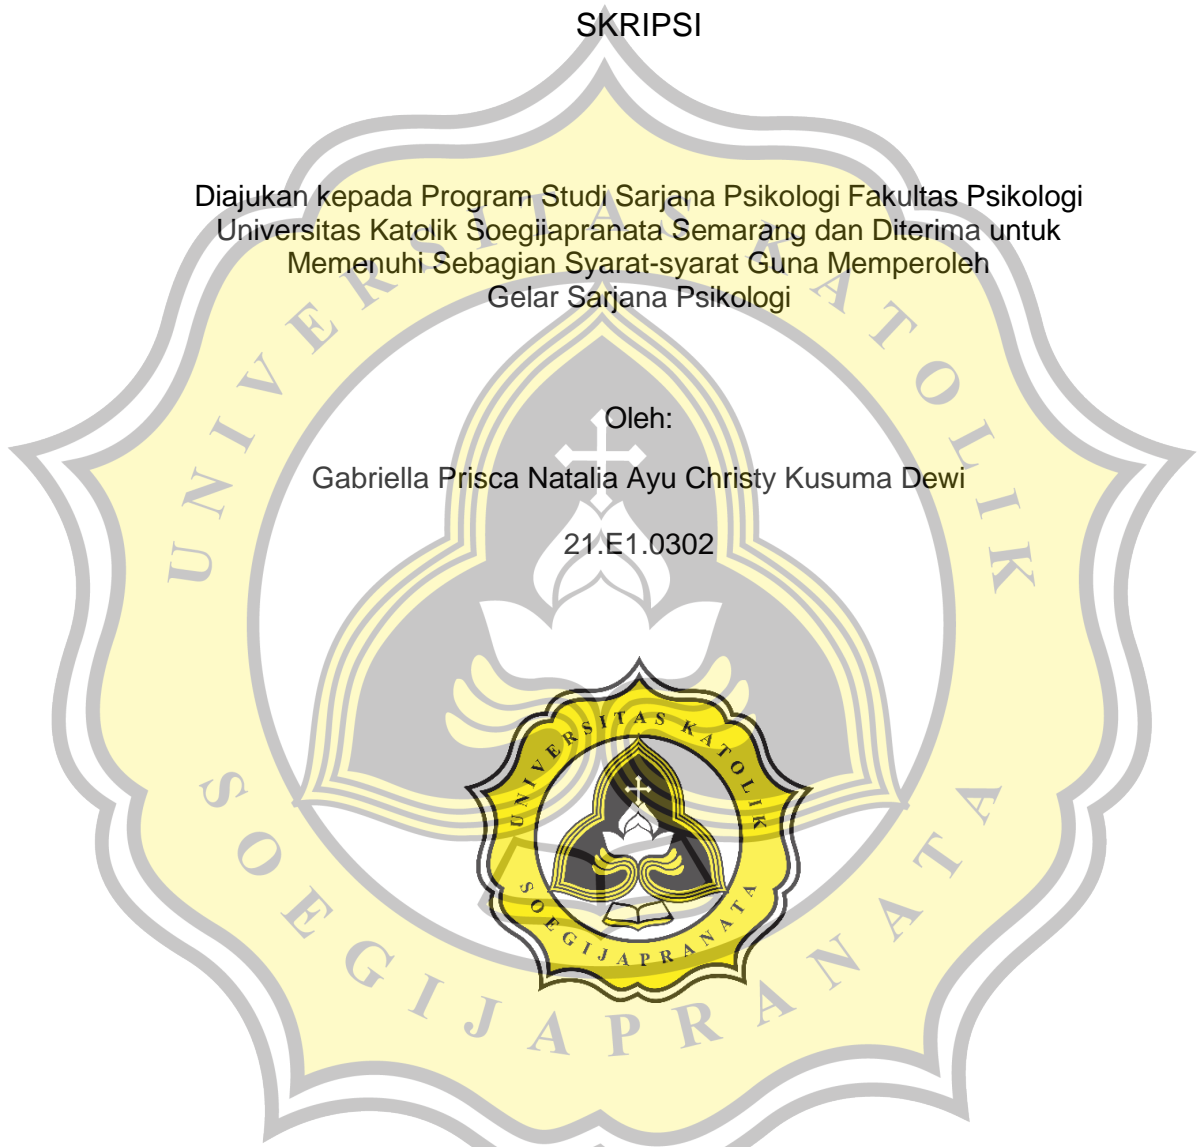 SKRIPSI
Diajukan kepada Program Studi Sarjana Psikologi Fakultas Psikologi
Universitas Katolik Soegijapranata Semarang dan Diterima untuk
Memenuhi Sebagian Syarat-syarat Guna Memperoleh
Gelar Sarjana Psikologi
Oleh:
Gabriella Prisca Natalia Ayu Christy Kusuma Dewi
21.E1.0302
UNIVERSITAS KATOLIK
SOEGIJAPRANATA
UNIVERSITAS KATOLIK
SOEGIJAPRANATA